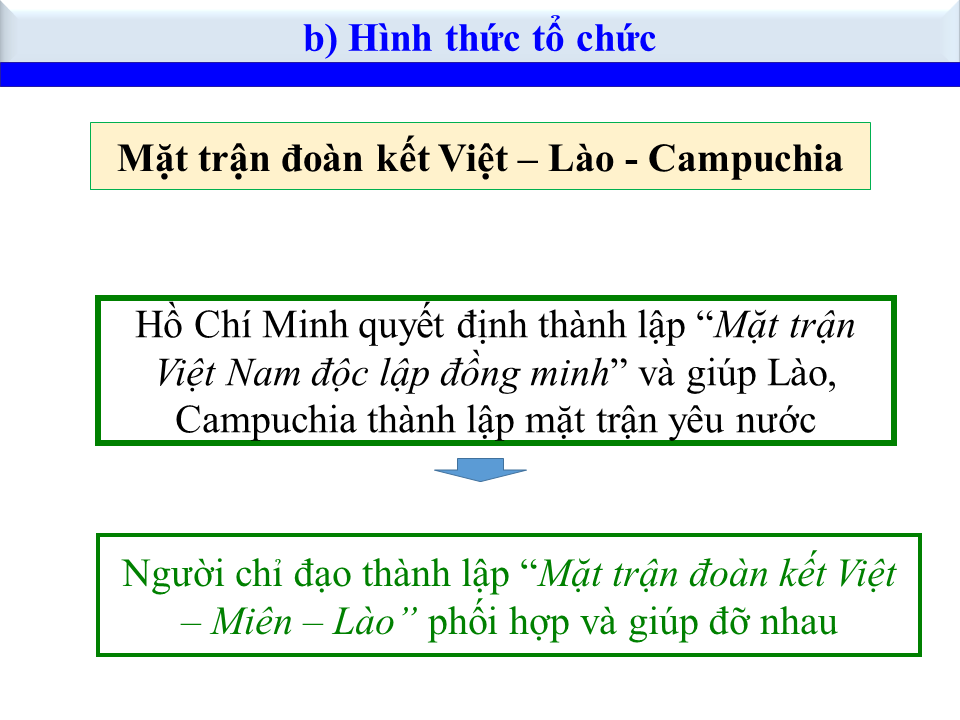 b) Hình thức tổ chức
Mặt trận đoàn kết Việt – Lào - Campuchia
Hồ Chí Minh quyết định thành lập “Mặt trận
Việt Nam độc lập đồng minh” và giúp Lào,
Campuchia thành lập mặt trận yêu nước
Người chỉ đạo thành lập “Mặt trận đoàn kết Việt
– Miên – Lào” phối hợp và giúp đỡ nhau